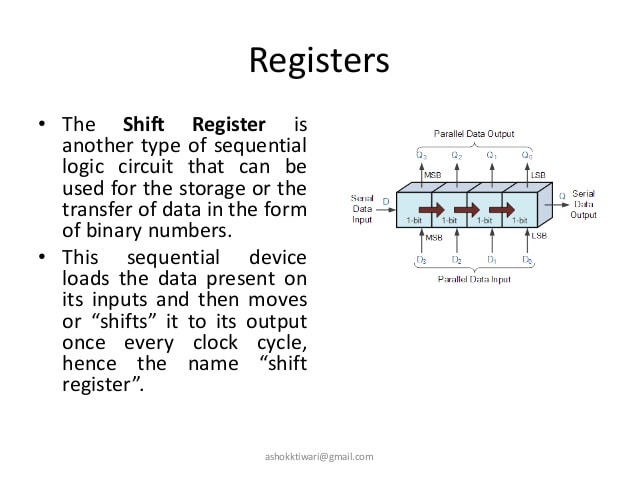 Registers
• The Shift Register is
another type of sequential
logic circuit that can be
used for the storage or the
transfer of data in the form
of binary numbers.
• This sequential device
loads the data present on
its inputs and then moves
or “shifts” it to its output
once every clock cycle,
hence the name “shift
register”.
Parallel Data Output
Q3 Q2 Q1 Q0
MSB LSB
Serial
Data
Input
D
Q
Serial
Data
Output
1-bit 1-bit 1-bit 1-bit
MSB LSB
D3 D2 D1 D0
Parallel Data Input
ashokktiwari@gmail.com